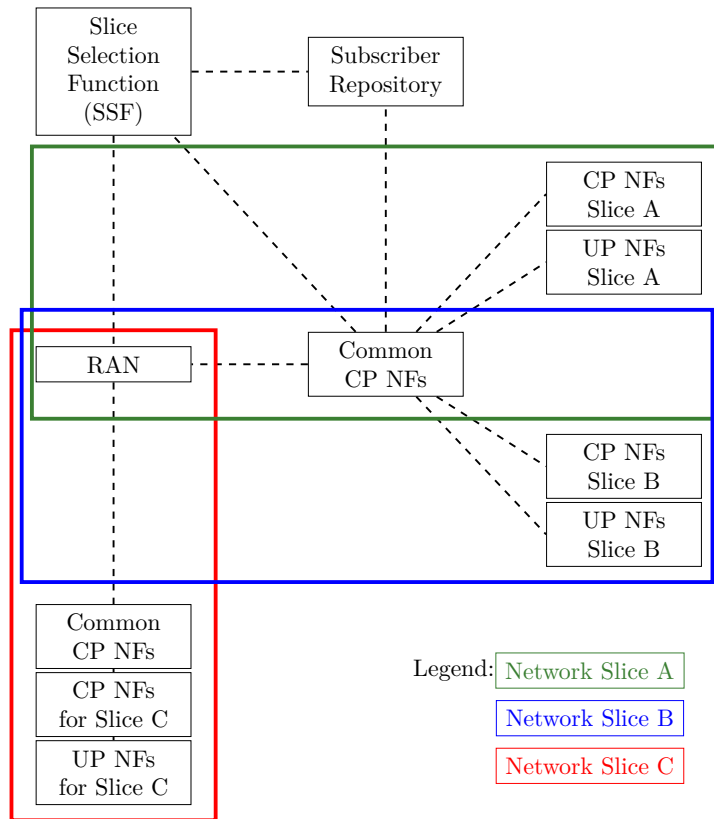 Slice
Selection
Function
(SSF)
Subscriber
Repository
CP NFs
Slice A
UP NFs
Slice A
RAN
Common
CP NFs
CP NFs
Slice B
UP NFs
Slice B
Common
CP NFs
CP NFs
for Slice C
UP NFs
for Slice C
Legend:
Network Slice A
Network Slice B
Network Slice C